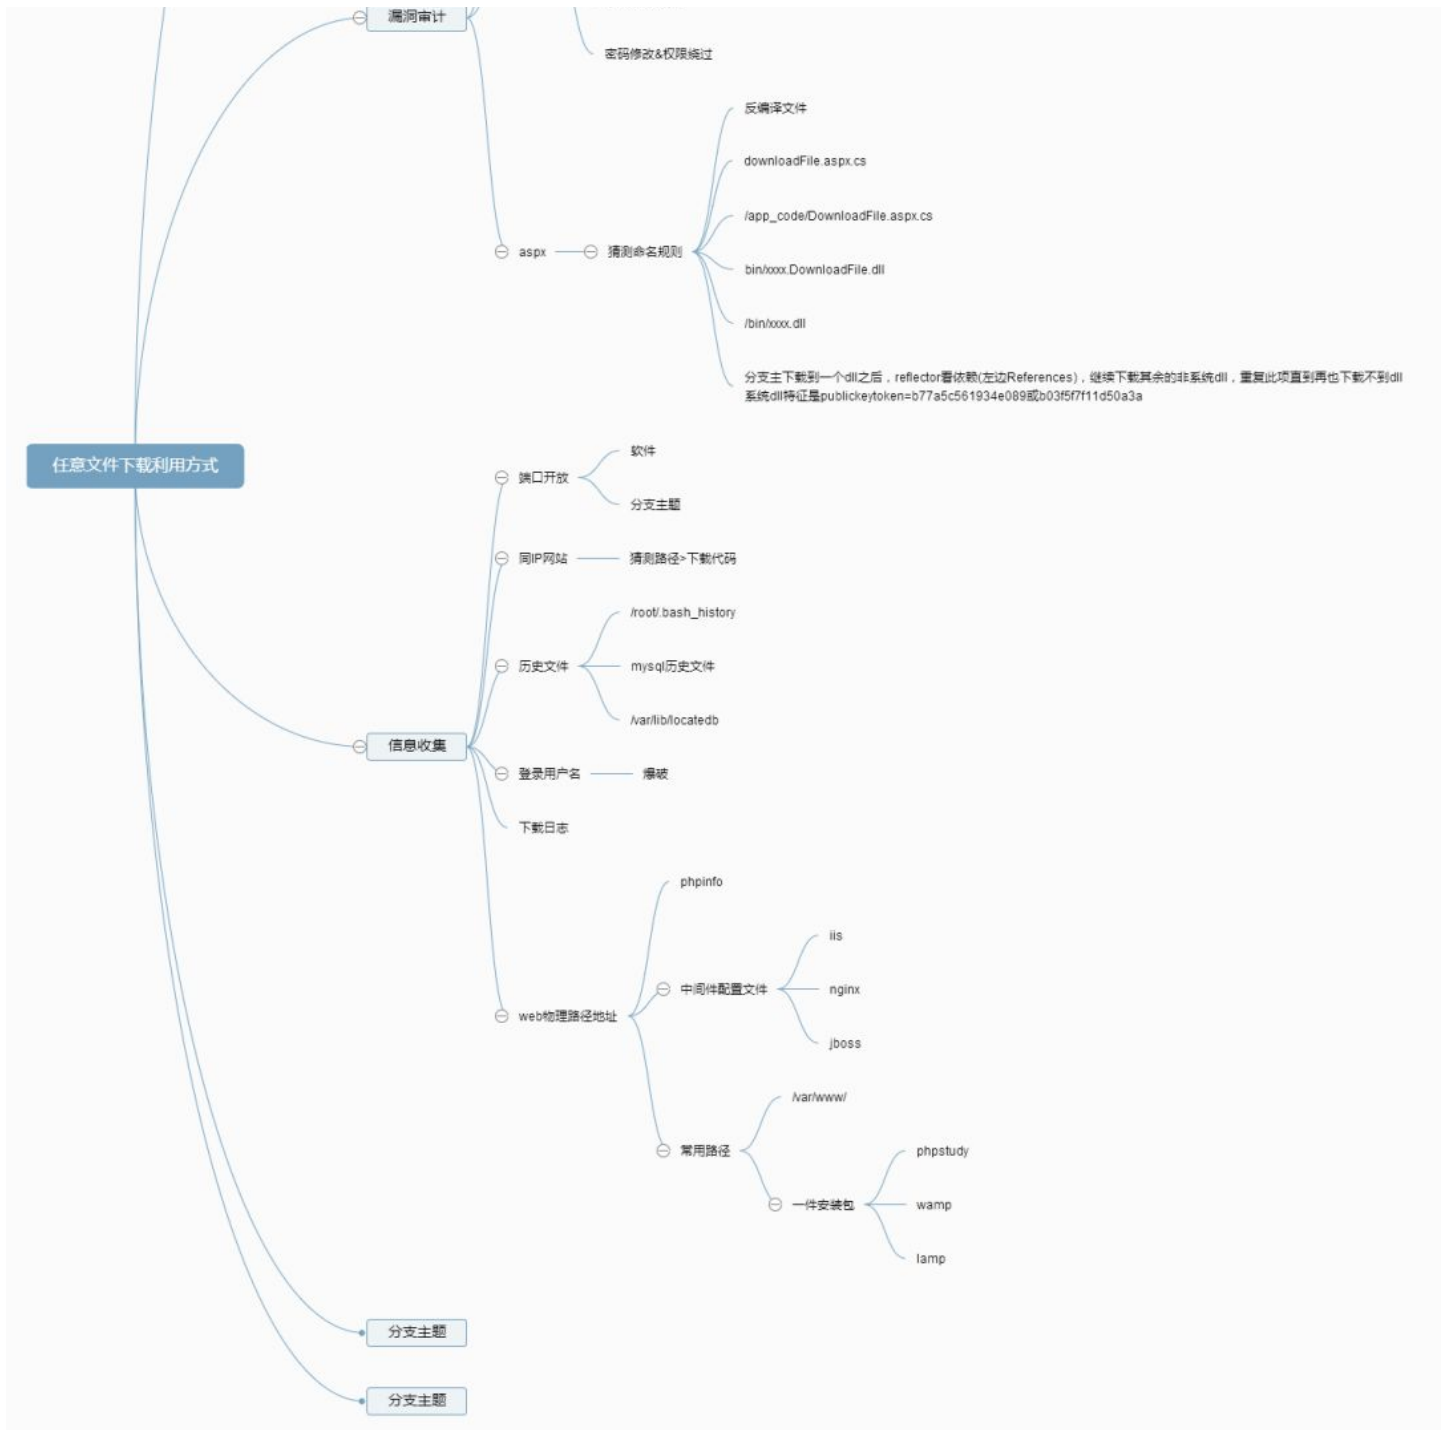 漏洞审计
密码修改&权限绕过
反编译文件
downloadFile.aspx.cs
/app_code/DownloadFile.aspx.cs
aspx
猜测命名规则
bin/xxxx.DownloadFile.dll
/bin/xxxx.dll
分支主下载到一个dll之后，reflector看依赖(左边References)，继续下载其余的非系统dll，重复此项直到再也下载不到dll
系统dll特征是publickeytoken=b77a5c561934e089或b03f5f7f11d50a3a
任意文件下载利用方式
端口开放
软件
分支主题
同IP网站
猜测路径>下载代码
历史文件
/root/.bash_history
mysql历史文件
/var/lib/locatedb
信息收集
登录用户名
爆破
下载日志
web物理路径地址
phpinfo
中间件配置文件
iis
nginx
jboss
常用路径
/var/www/
一件安装包
phpstudy
wamp
lamp
分支主题
分支主题